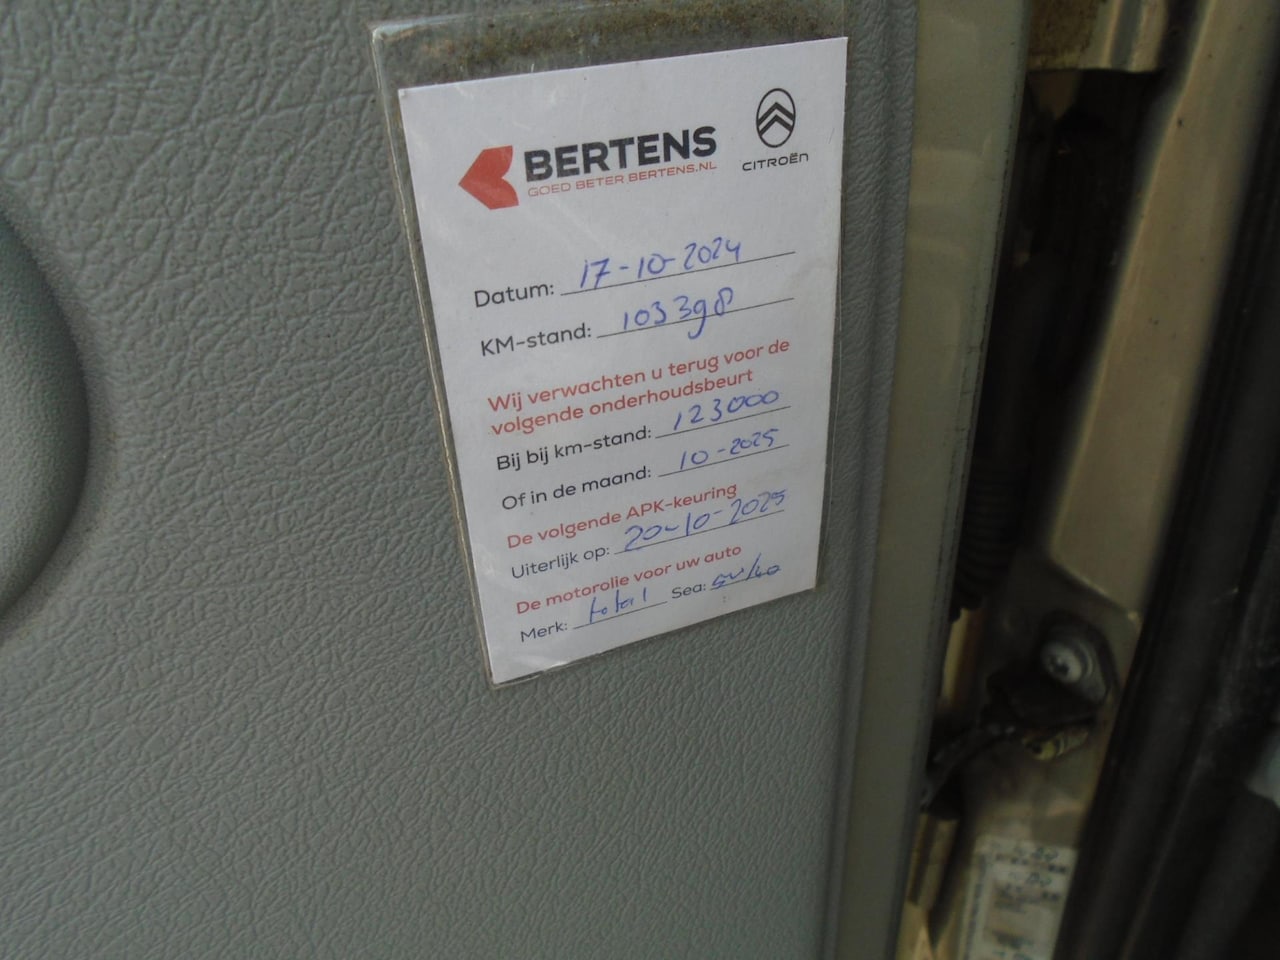 BERTENS
GOED BETER BERTENS.NL
CITROËN
Datum: 17-10-2024
KM-stand: 103398
Wij verwachten u terug voor de
volgende onderhoudsbeurt
Bij bij km-stand: 123000
Of in de maand: 10-2025
De volgende APK-keuring
Uiterlijk op: 20-10-2025
De motorolie voor uw auto
Merk: total Sea: 5w/40